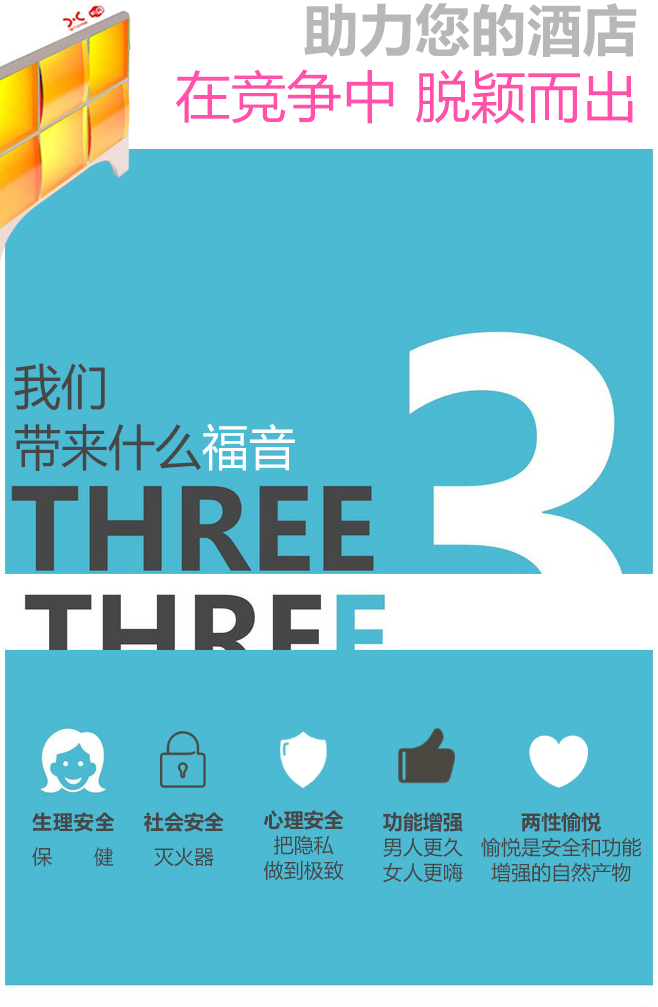 助力您的酒店
在竞争中 脱颖而出
我们
带来什么福音
3
THREE
THREE
生理安全
保 健
社会安全
灭火器
心理安全
把隐私
做到极致
功能增强
男人更久
女人更嗨
两性愉悦
愉悦是安全和功能
增强的自然产物